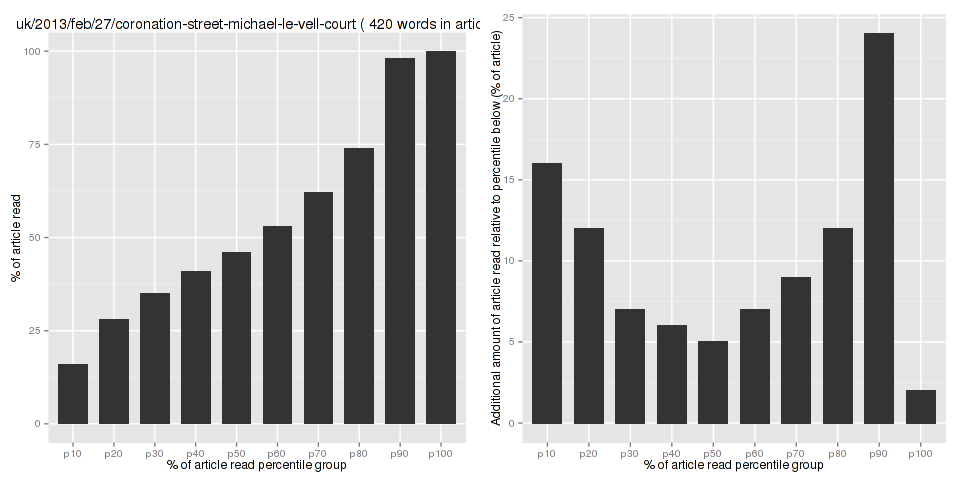 uk/2013/feb/27/coronation-street-michael-le-vell-court ( 420 words in artic
% of article read
100
75
50
25
0
p10 p20 p30 p40 p50 p60 p70 p80 p90 p100
% of article read percentile group
Additional amount of article read relative to percentile below (% of article)
25
20
15
10
5
0
p10 p20 p30 p40 p50 p60 p70 p80 p90 p100
% of article read percentile group